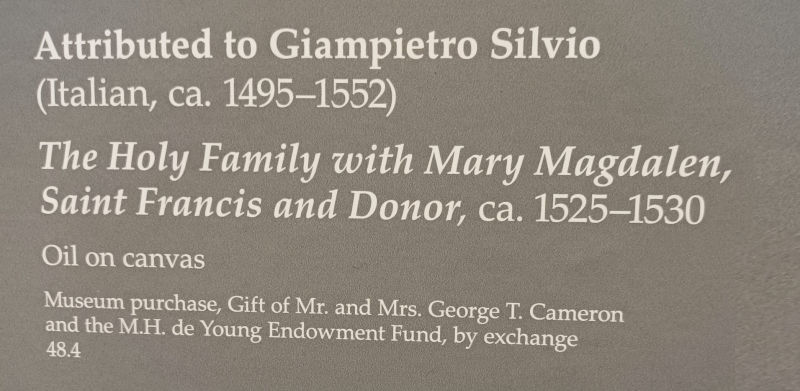 Attributed to Giampietro Silvio
(Italian, ca. 1495–1552)
The Holy Family with Mary Magdalen,
Saint Francis and Donor, ca. 1525–1530
Oil on canvas
Museum purchase, Gift of Mr. and Mrs. George T. Cameron
and the M.H. de Young Endowment Fund, by exchange
48.4